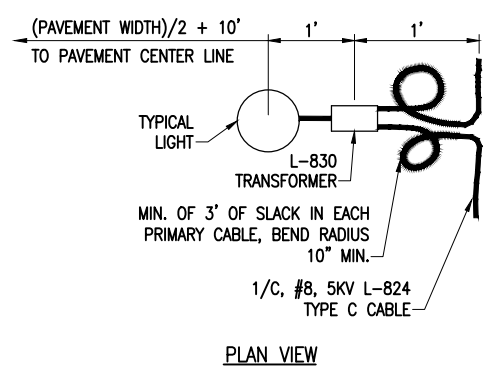 (PAVEMENT WIDTH)/2 + 10'
TO PAVEMENT CENTER LINE
1'
1'
TYPICAL
LIGHT
L-830
TRANSFORMER
MIN. OF 3' OF SLACK IN EACH
PRIMARY CABLE, BEND RADIUS
10" MIN.
1/C, #8, 5KV L-824
TYPE C CABLE
PLAN VIEW